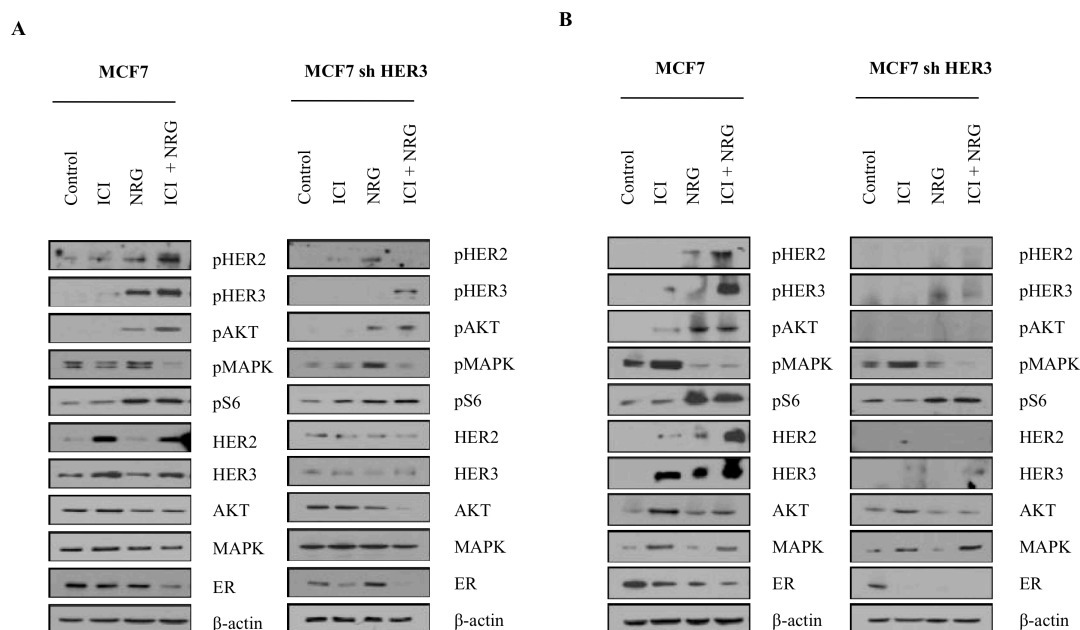 A
MCF7
MCF7 sh HER3
Control
ICI
NRG
ICI + NRG
Control
ICI
NRG
ICI + NRG
pHER2
pHER3
pAKT
pMAPK
pS6
HER2
HER3
AKT
MAPK
ER
β-actin
pHER2
pHER3
pAKT
pMAPK
pS6
HER2
HER3
AKT
MAPK
ER
β-actin
B
MCF7
MCF7 sh HER3
Control
ICI
NRG
ICI + NRG
Control
ICI
NRG
ICI + NRG
pHER2
pHER3
pAKT
pMAPK
pS6
HER2
HER3
AKT
MAPK
ER
β-actin
pHER2
pHER3
pAKT
pMAPK
pS6
HER2
HER3
AKT
MAPK
ER
β-actin